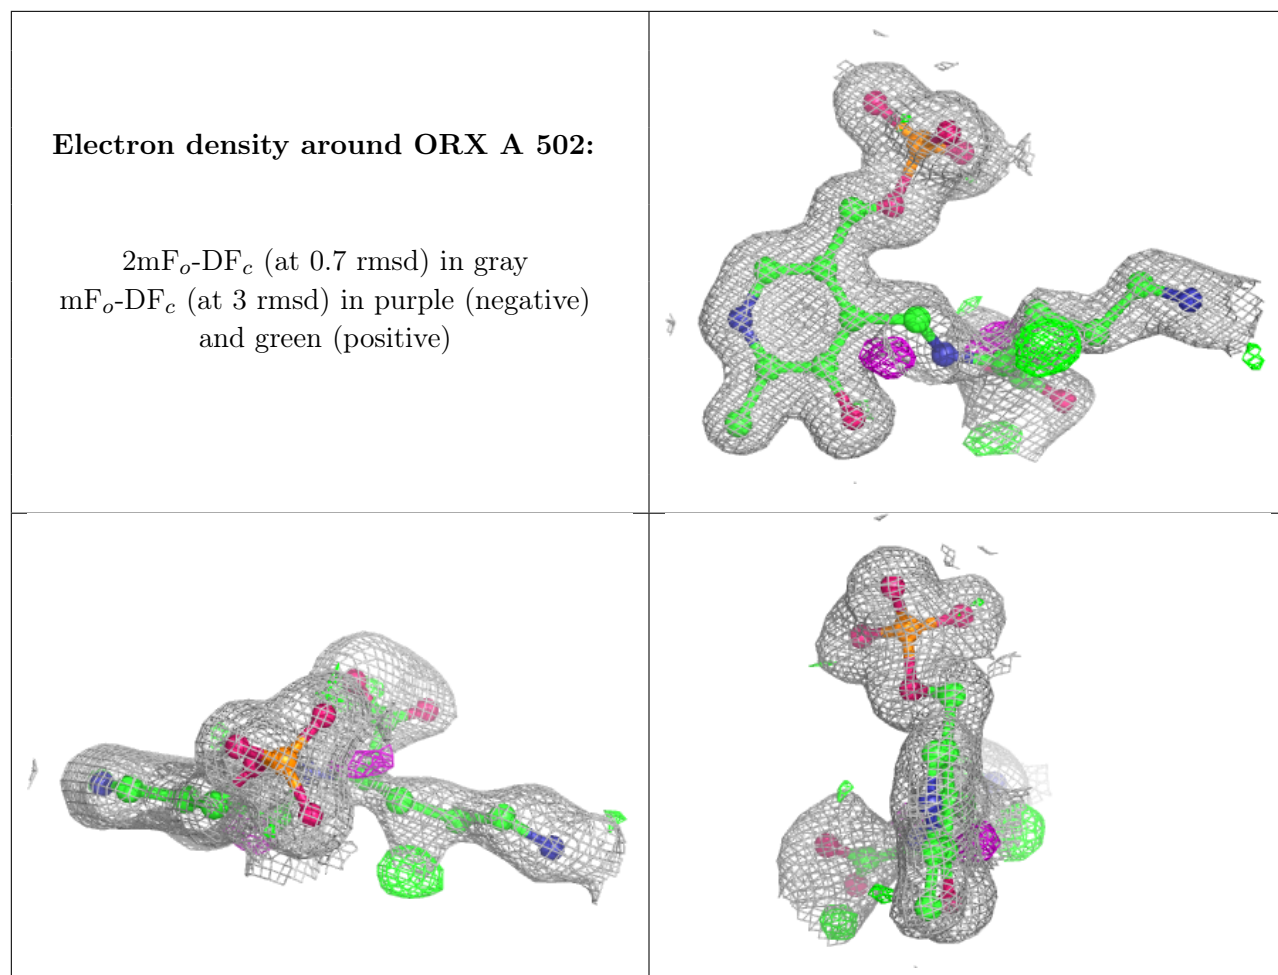 Electron density around ORX A 502:
2mFo-DFc (at 0.7 rmsd) in gray
mFo-DFc (at 3 rmsd) in purple (negative)
and green (positive)